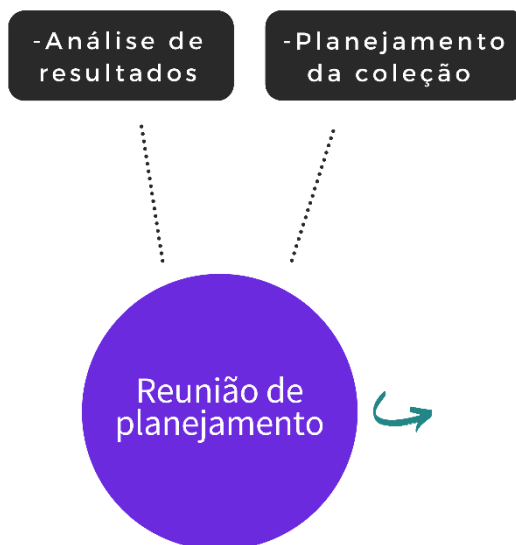 -Análise de
resultados
-Planejamento
da coleção
Reunião de
planejamento